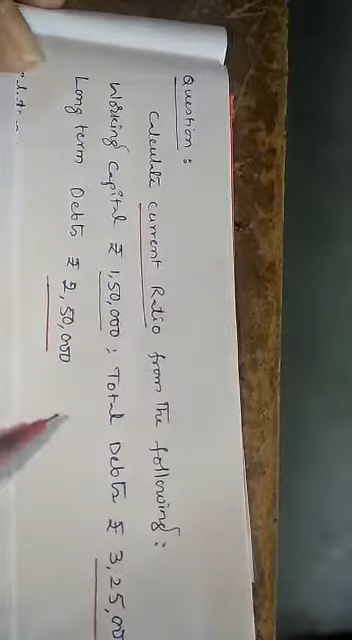 Question :
Calculate current Ratio from the following :
Working Capital ₹ 1,50,000 ; Total Debts ₹ 3,25,00
Long term Debts ₹ 2,50,000